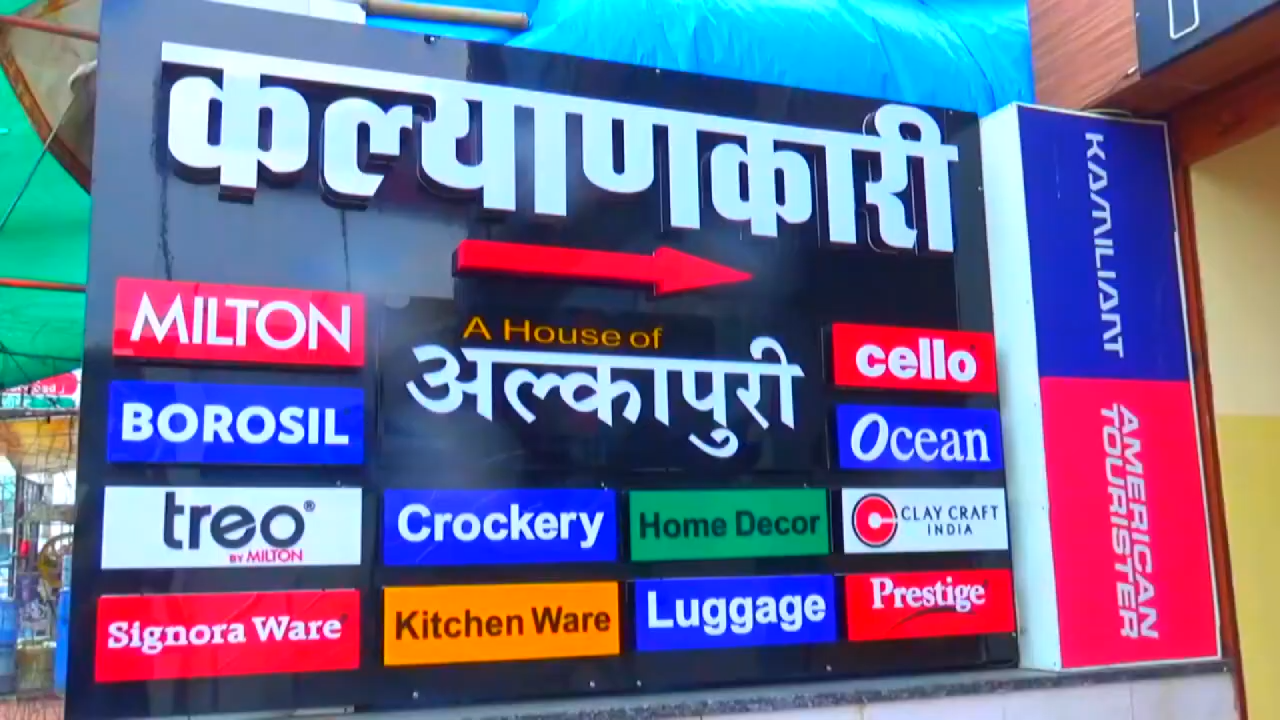 कल्याणकारी
A House of
अल्कापुरी
MILTON
BOROSIL
treo®
BY MILTON
Signora Ware
Crockery
Home Decor
Kitchen Ware
Luggage
cello
Ocean
CLAY CRAFT
INDIA
Prestige
KAMILIANT
AMERICAN
TOURISTER